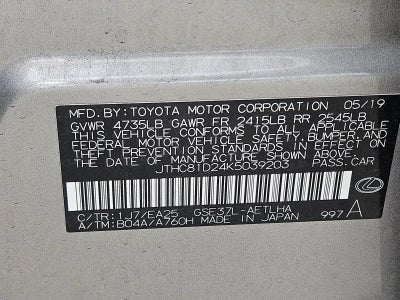 MFD. BY: TOYOTA MOTOR CORPORATION 05/19
GVWR 4735LB GAWR FR 2415LB RR 2545LB
THIS VEHICLE CONFORMS TO ALL APPLICABLE
FEDERAL MOTOR VEHICLE SAFETY, BUMPER, AND
THEFT PREVENTION STANDARDS IN EFFECT ON THE
DATE OF MANUFACTURE SHOWN ABOVE.
JTHC81D24K5039203 PASS.CAR
C/TR: 1J7/EA25 GSE37L-AETLHA
A/TM: B04A/A760H MADE IN JAPAN 997 A